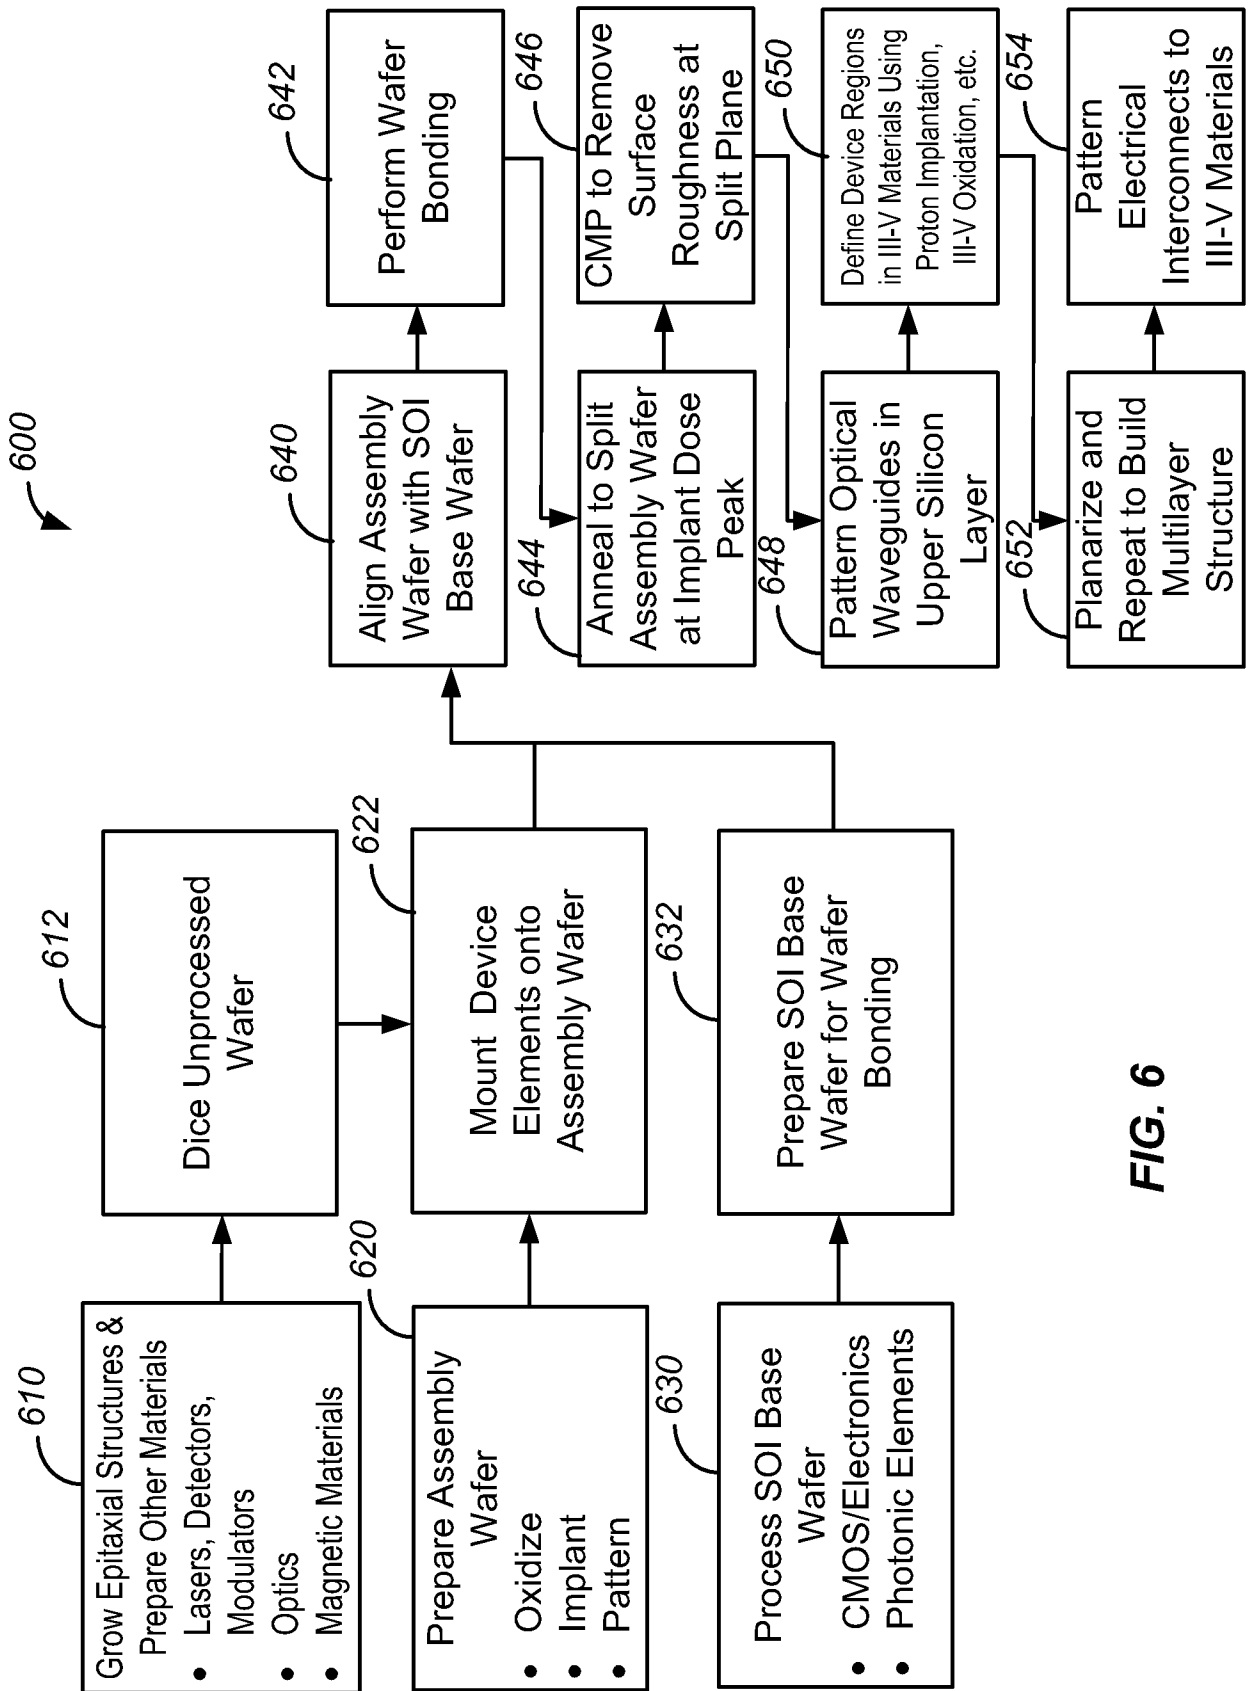 600
610
Grow Epitaxial Structures &
Prepare Other Materials
• Lasers, Detectors,
Modulators
• Optics
• Magnetic Materials
612
Dice Unprocessed
Wafer
620
Prepare Assembly
Wafer
• Oxidize
• Implant
• Pattern
622
Mount Device
Elements onto
Assembly Wafer
630
Process SOI Base
Wafer
• CMOS/Electronics
• Photonic Elements
632
Prepare SOI Base
Wafer for Wafer
Bonding
640
Align Assembly
Wafer with SOI
Base Wafer
642
Perform Wafer
Bonding
644
Anneal to Split
Assembly Wafer
at Implant Dose
Peak
646
CMP to Remove
Surface
Roughness at
Split Plane
648
Pattern Optical
Waveguides in
Upper Silicon
Layer
650
Define Device Regions
in III-V Materials Using
Proton Implantation,
III-V Oxidation, etc.
652
Planarize and
Repeat to Build
Multilayer
Structure
654
Pattern
Electrical
Interconnects to
III-V Materials
FIG. 6